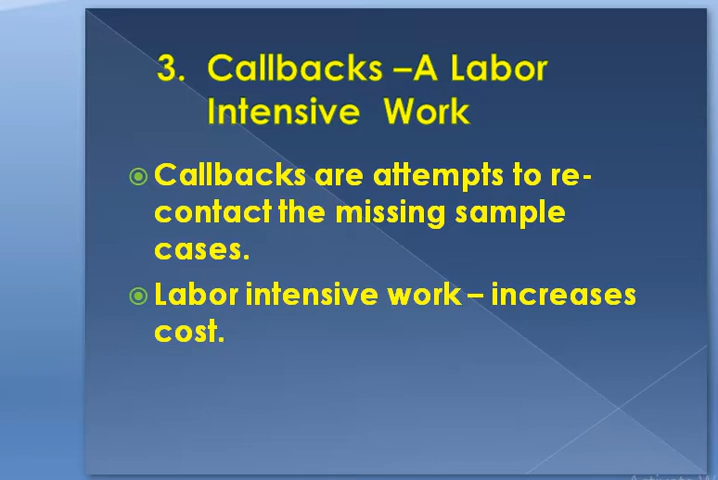 3. Callbacks –A Labor
Intensive Work
Callbacks are attempts to re-
contact the missing sample
cases.
Labor intensive work – increases
cost.